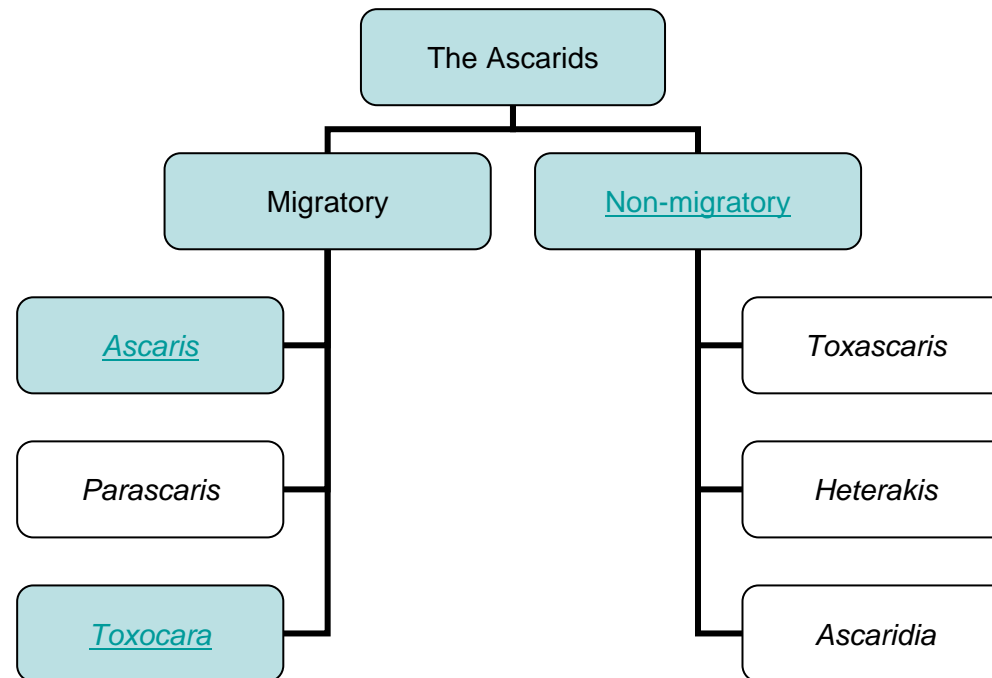 The Ascarids
Migratory
Non-migratory
Ascaris
Toxascaris
Parascaris
Heterakis
Toxocara
Ascaridia